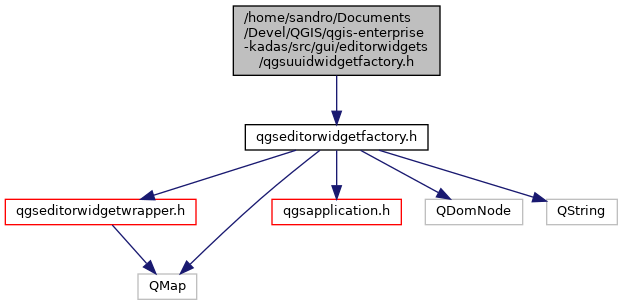 /home/sandro/Documents
/Devel/QGIS/qgis-enterprise
-kadas/src/gui/editorwidgets
/qgsuuidwidgetfactory.h
qgseditorwidgetfactory.h
qgseditorwidgetwrapper.h
qgsapplication.h
QDomNode
QString
QMap